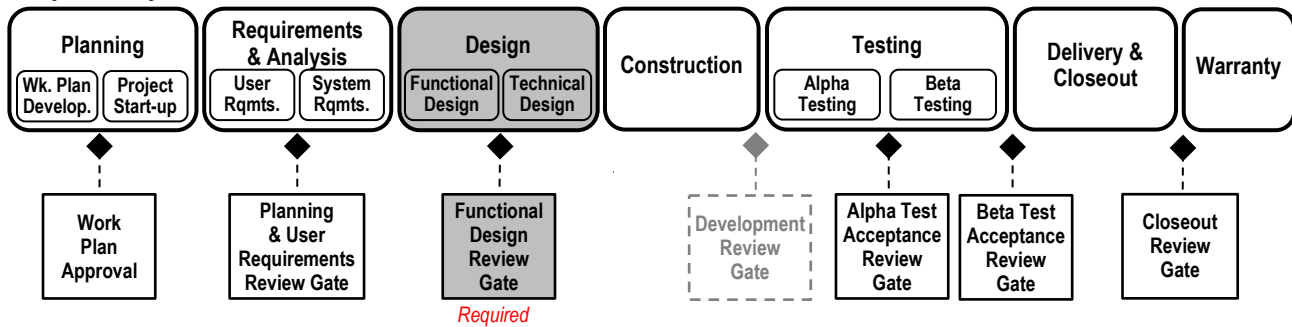 Planning
Wk. Plan
Develop.
Project
Start-up
Requirements
& Analysis
User
Rqmts.
System
Rqmts.
Design
Functional
Design
Technical
Design
Construction
Testing
Alpha
Testing
Beta
Testing
Delivery &
Closeout
Warranty
Work
Plan
Approval
Planning
& User
Requirements
Review Gate
Functional
Design
Review
Gate
Required
Development
Review
Gate
Alpha Test
Acceptance
Review
Gate
Beta Test
Acceptance
Review
Gate
Closeout
Review
Gate